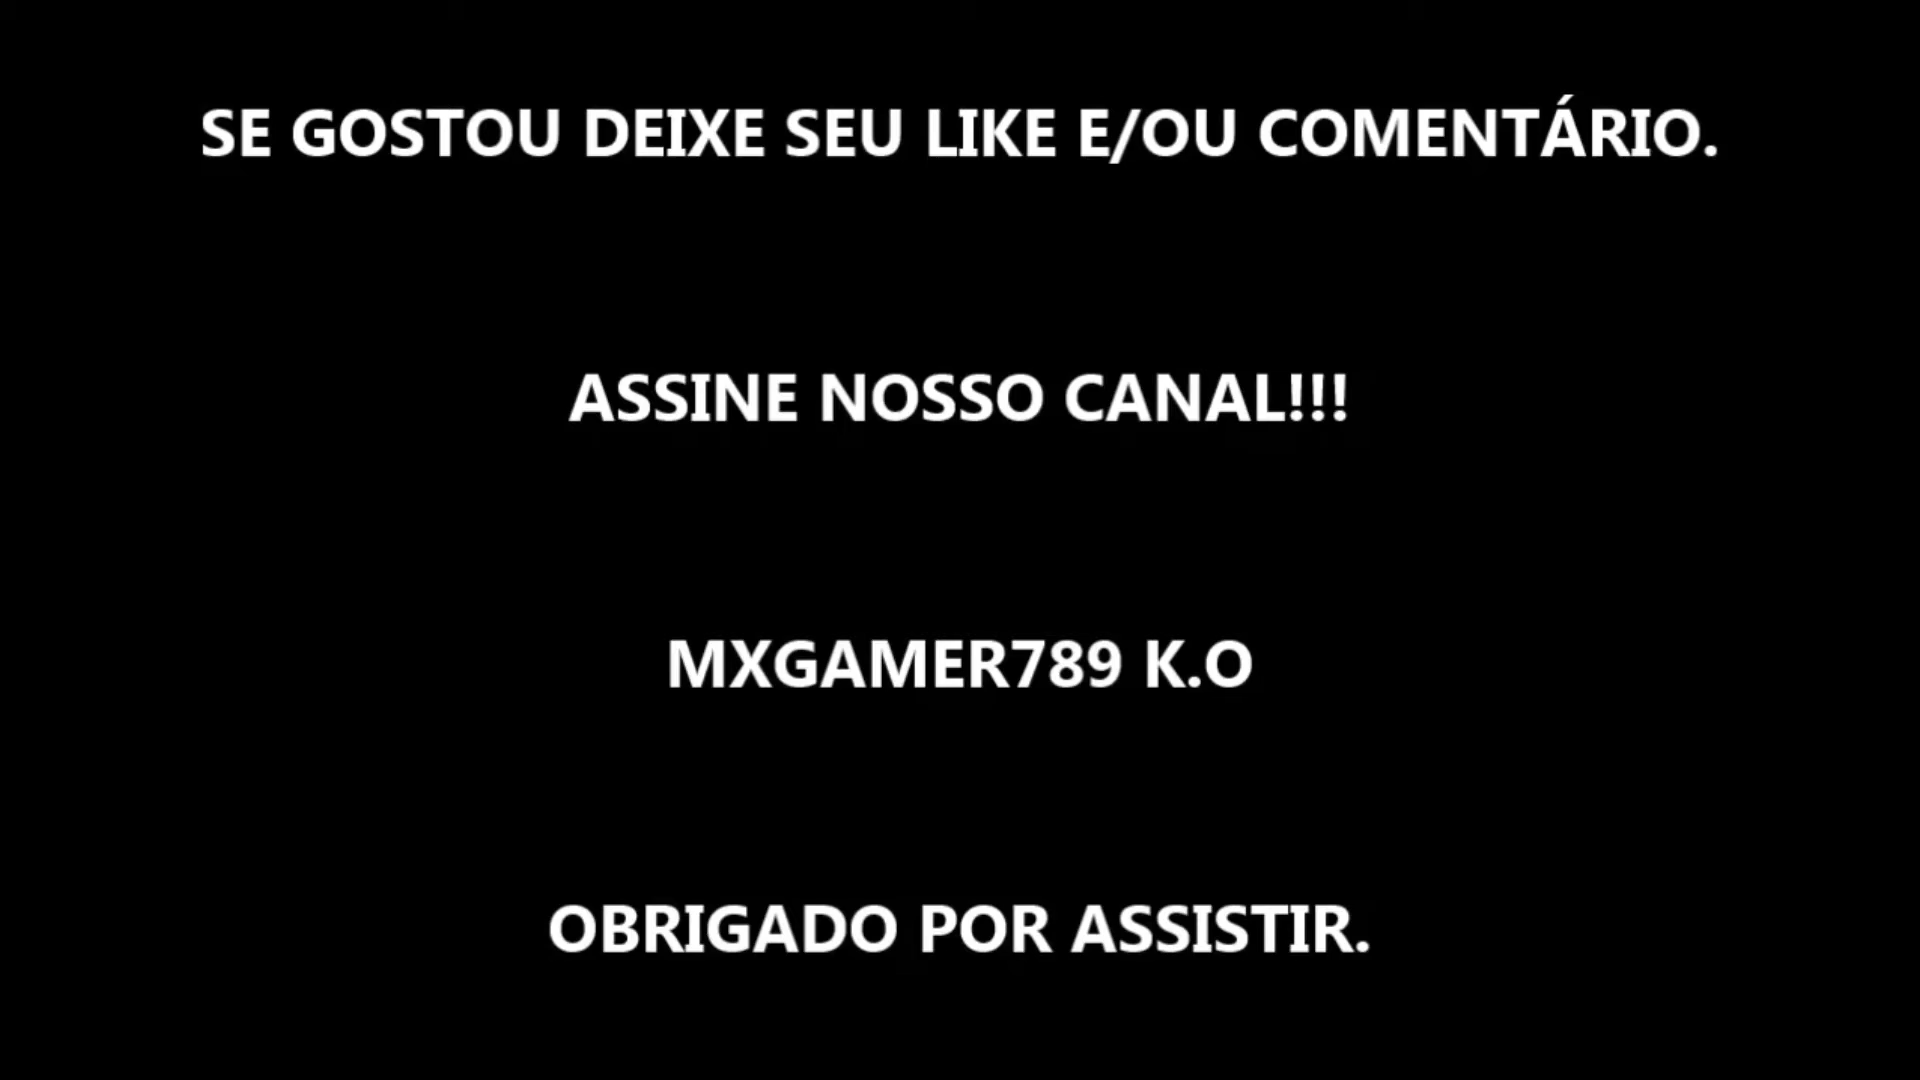 SE GOSTOU DEIXE SEU LIKE E/OU COMENTÁRIO.
ASSINE NOSSO CANAL!!!
MXGAMER789 K.O
OBRIGADO POR ASSISTIR.